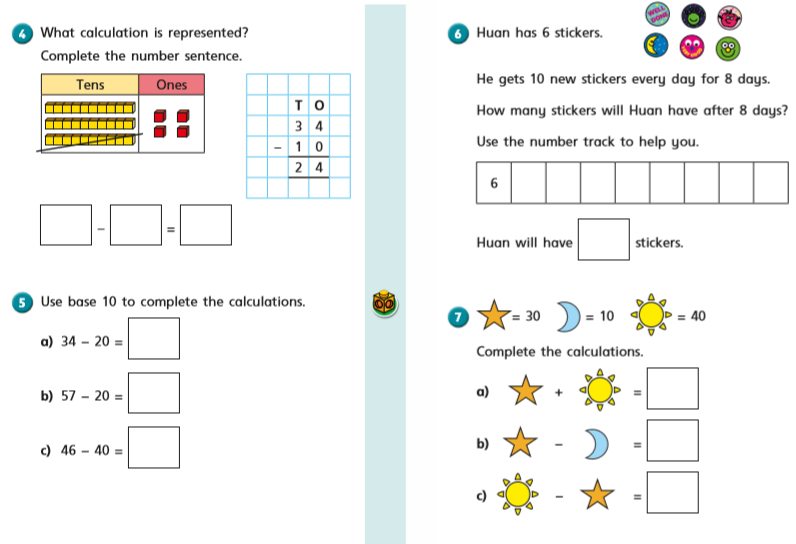 4 What calculation is represented?
Complete the number sentence.
Tens Ones
T O
3 4
- 1 0
2 4
- =
5 Use base 10 to complete the calculations.
a) 34 – 20 =
b) 57 – 20 =
c) 46 – 40 =
WELL DONE
6 Huan has 6 stickers.
He gets 10 new stickers every day for 8 days.
How many stickers will Huan have after 8 days?
Use the number track to help you.
6
Huan will have stickers.
7 = 30 = 10 = 40
Complete the calculations.
a) + =
b) – =
c) – =